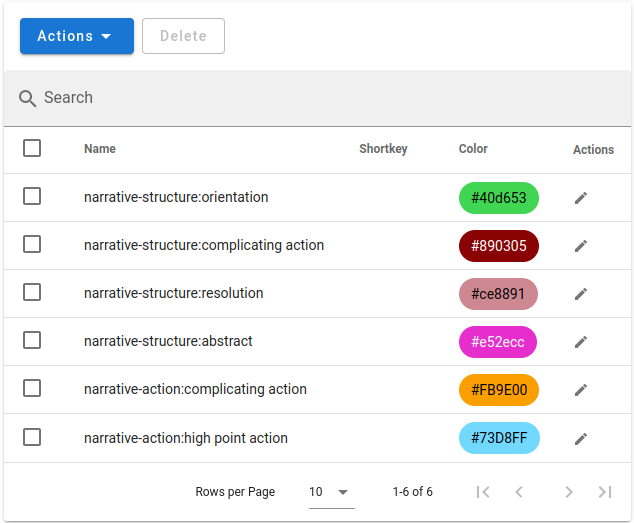 Actions Delete
Search
Name Shortkey Color Actions
narrative-structure:orientation #40d653
narrative-structure:complicating action #890305
narrative-structure:resolution #ce8891
narrative-structure:abstract #e52ecc
narrative-action:complicating action #FB9E00
narrative-action:high point action #73D8FF
Rows per Page 10 1-6 of 6